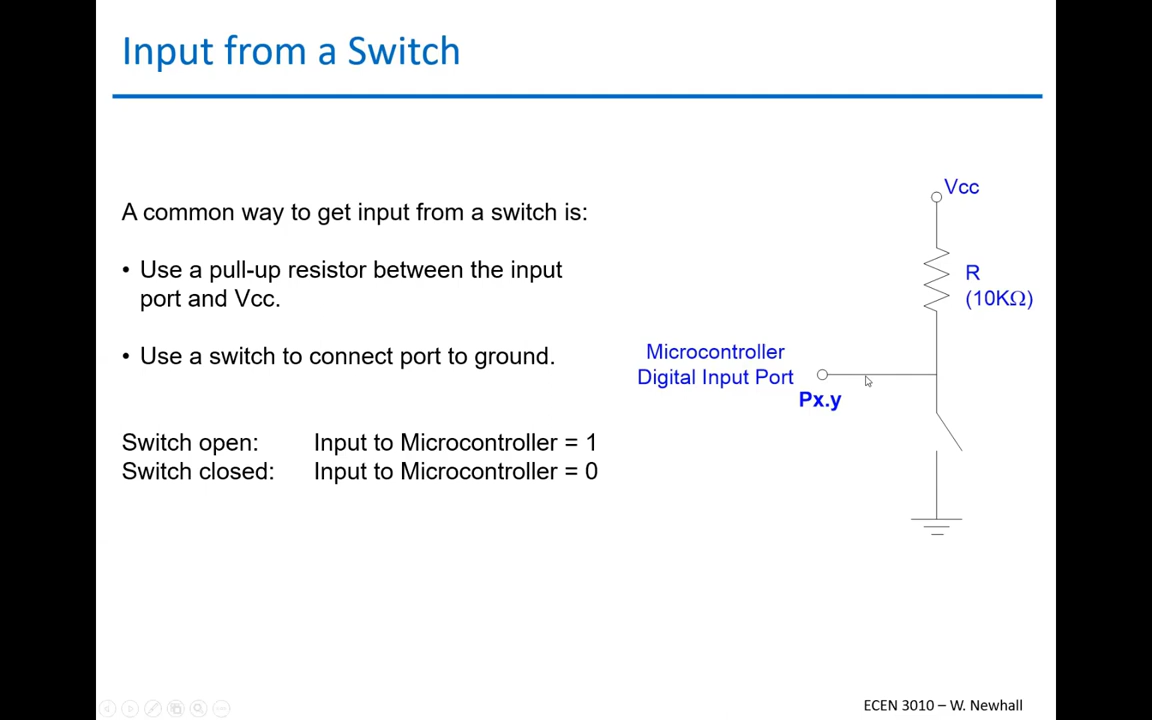 Input from a Switch
A common way to get input from a switch is:
• Use a pull-up resistor between the input
port and Vcc.
• Use a switch to connect port to ground.
Switch open: Input to Microcontroller = 1
Switch closed: Input to Microcontroller = 0
Vcc
R
(10KΩ)
Microcontroller
Digital Input Port
Px.y
ECEN 3010 – W. Newhall